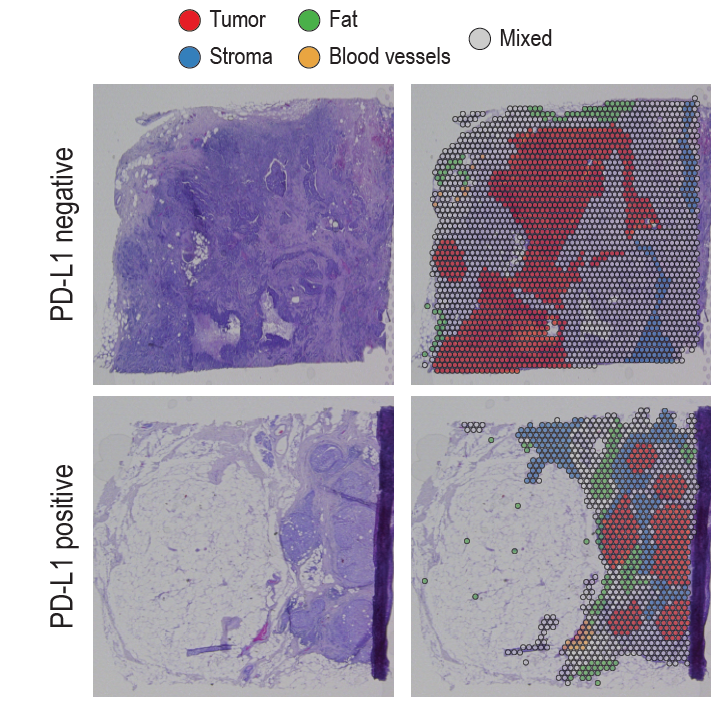 Tumor
Fat
Mixed
Stroma
Blood vessels
PD-L1 negative
PD-L1 positive